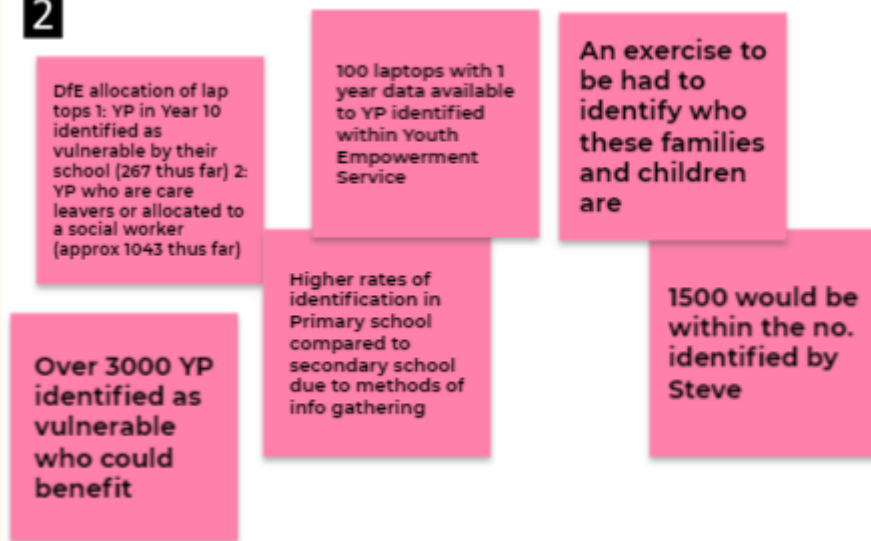 2
DfE allocation of lap
tops 1: YP in Year 10
identified as
vulnerable by their
school (267 thus far) 2:
YP who are care
leavers or allocated to
a social worker
(approx 1043 thus far)
100 laptops with 1
year data available
to YP identified
within Youth
Empowerment
Service
An exercise to
be had to
identify who
these families
and children
are
Higher rates of
identification in
Primary school
compared to
secondary school
due to methods of
info gathering
1500 would be
within the no.
identified by
Steve
Over 3000 YP
identified as
vulnerable
who could
benefit